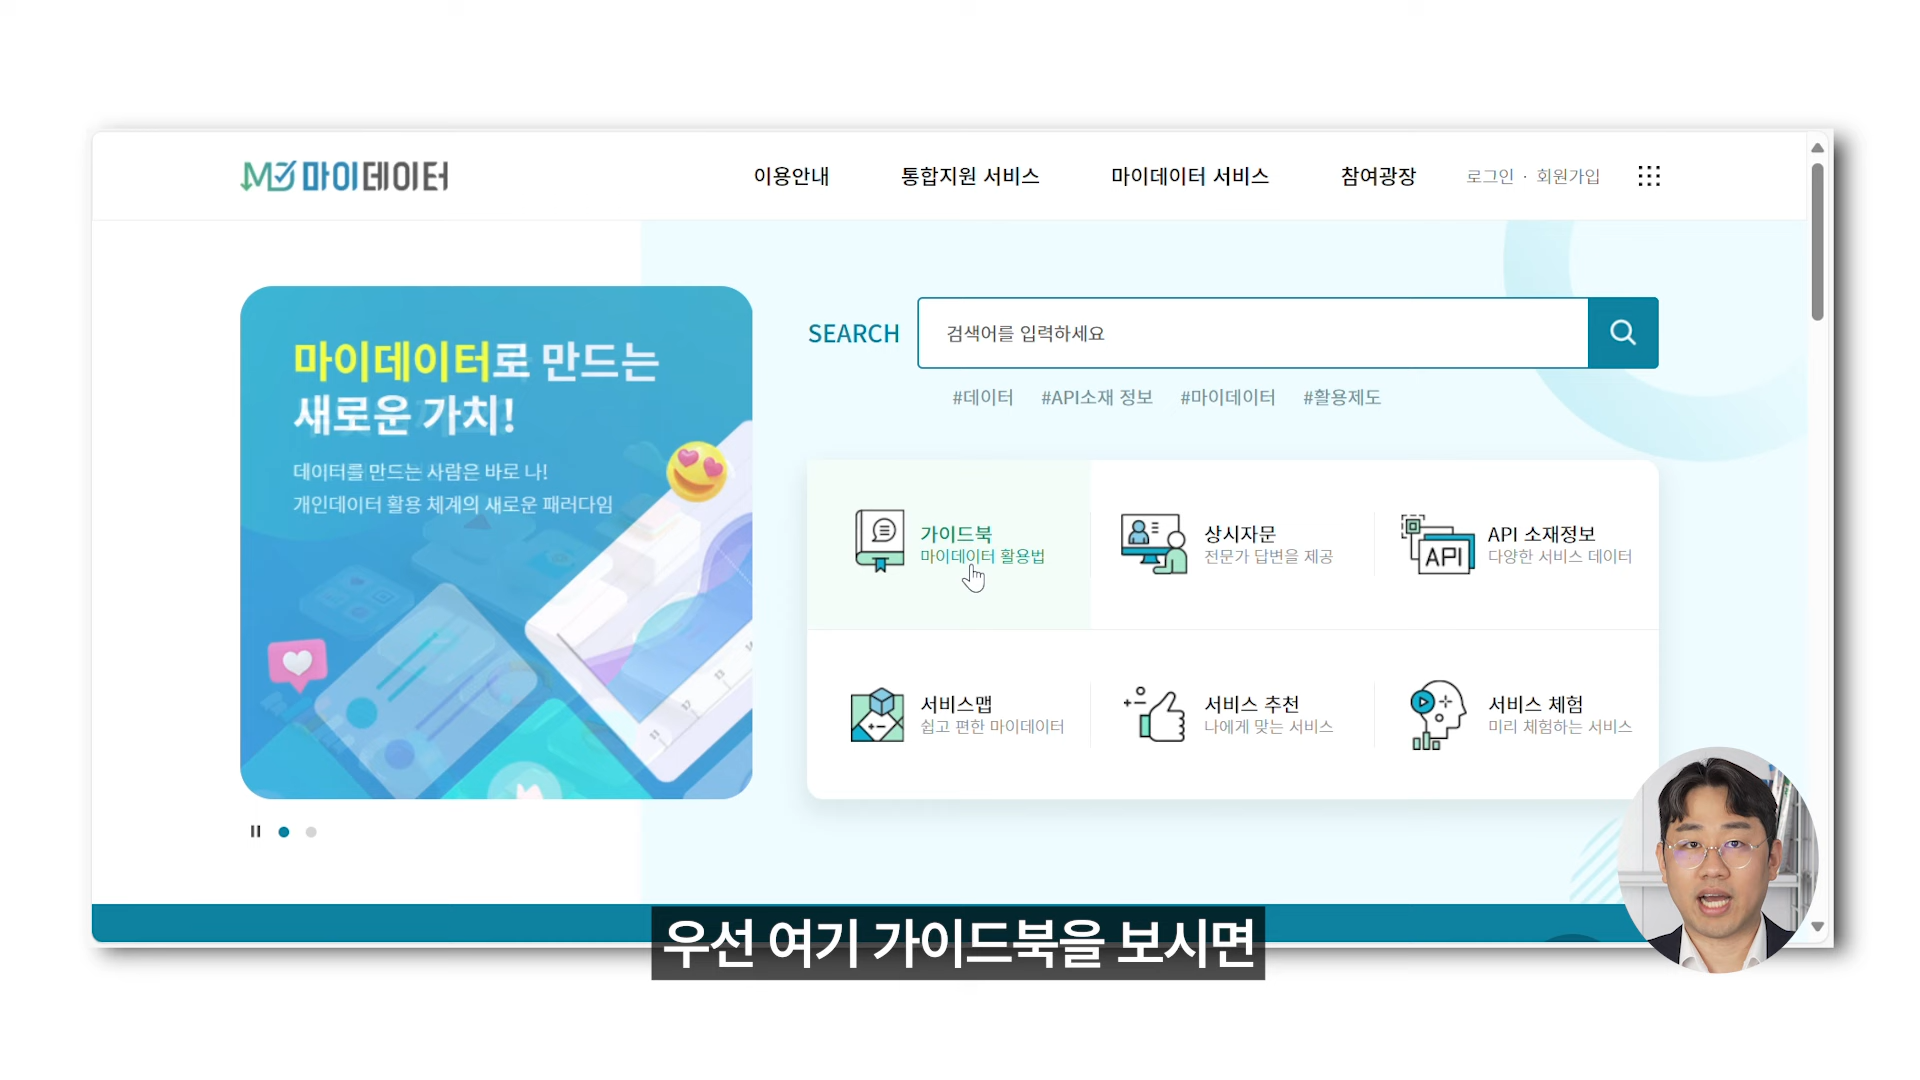 마이데이터
이용안내
통합지원 서비스
마이데이터 서비스
참여광장
로그인 · 회원가입
마이데이터로 만드는
새로운 가치!
데이터를 만드는 사람은 바로 나!
개인데이터 활용 체계의 새로운 패러다임
SEARCH
검색어를 입력하세요
#데이터 #API소재 정보 #마이데이터 #활용제도
가이드북
마이데이터 활용법
상시자문
전문가 답변을 제공
API
API 소재정보
다양한 서비스 데이터
서비스맵
쉽고 편한 마이데이터
서비스 추천
나에게 맞는 서비스
서비스 체험
미리 체험하는 서비스
우선 여기 가이드북을 보시면